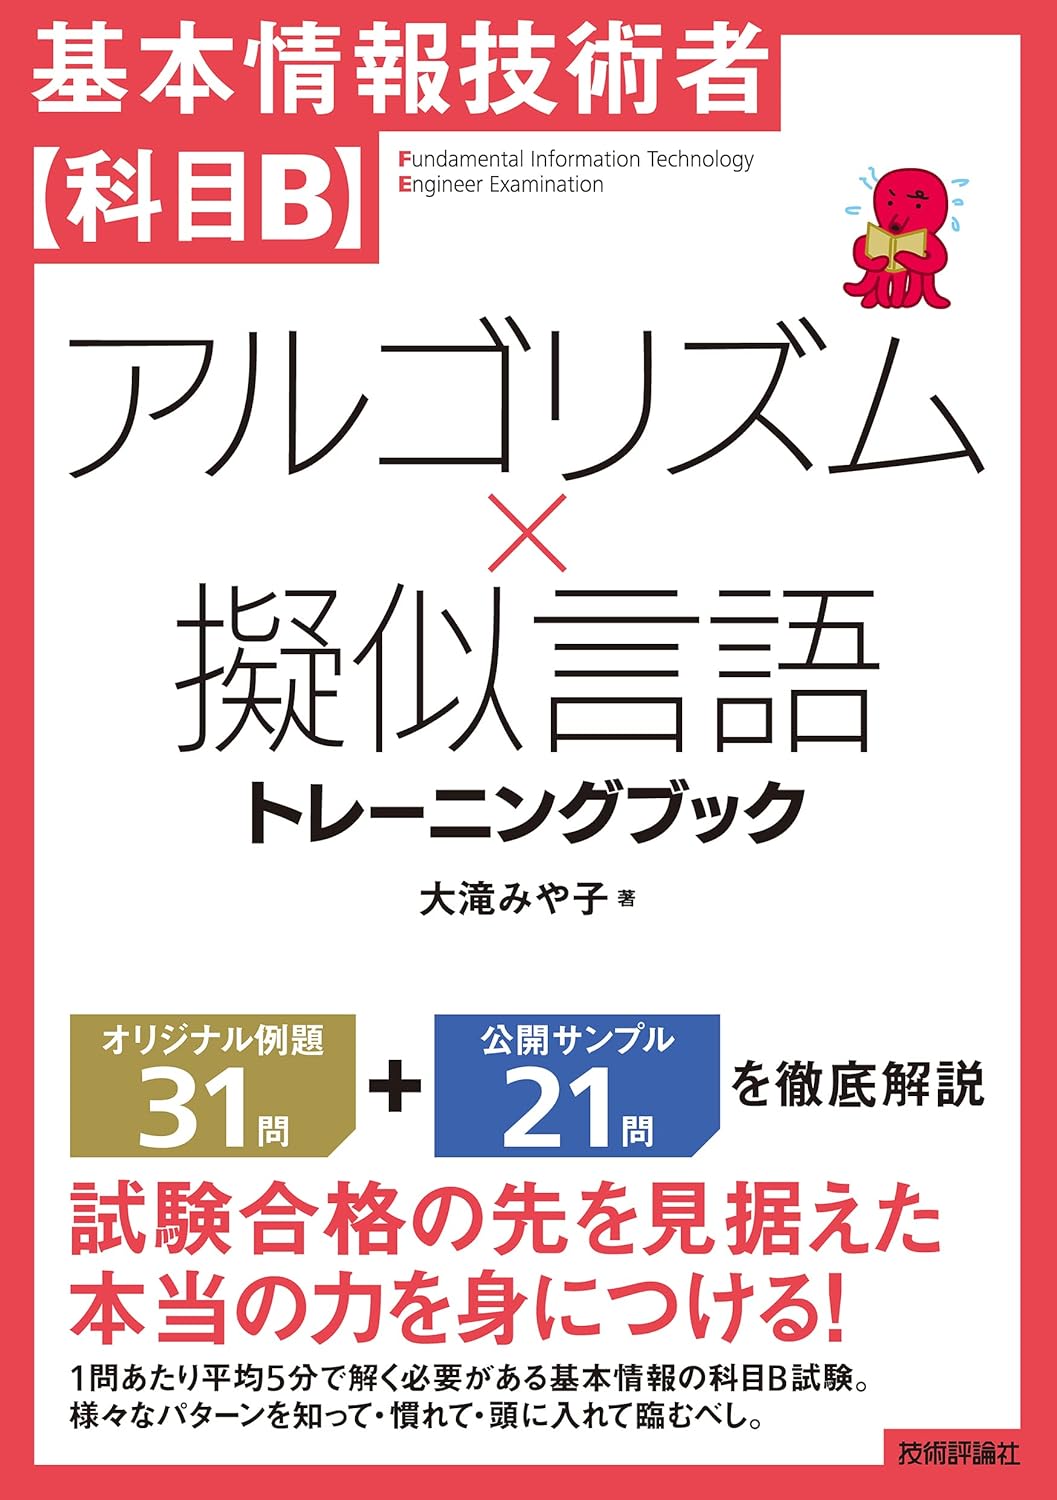 基本情報技術者
【科目B】
Fundamental Information Technology
Engineer Examination
アルゴリズム
×
擬似言語
トレーニングブック
大滝みや子 著
オリジナル例題
31問
+
公開サンプル
21問
を徹底解説
試験合格の先を見据えた
本当の力を身につける!
1問あたり平均5分で解く必要がある基本情報の科目B試験。
様々なパターンを知って・慣れて・頭に入れて臨むべし。
技術評論社